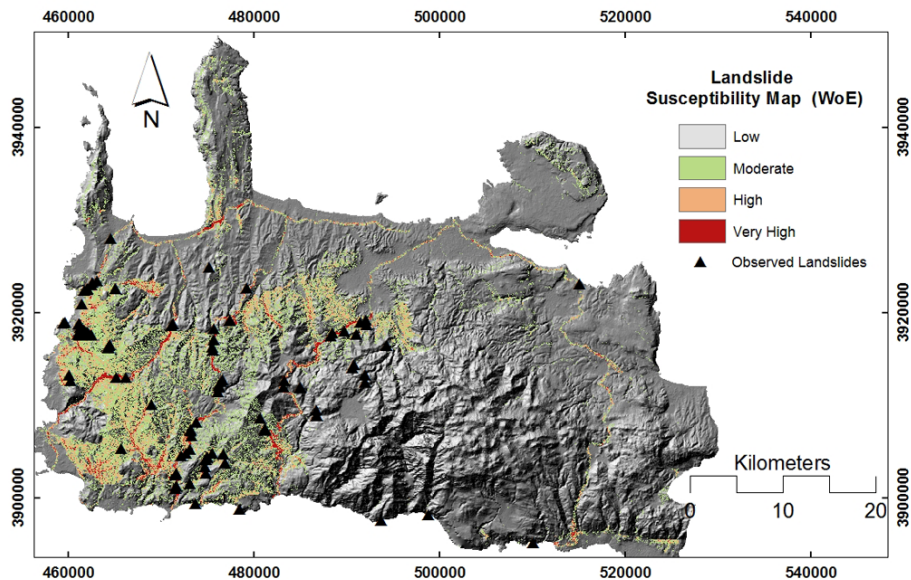 460000 480000 500000 520000 540000
Landslide
Susceptibility Map (WoE)
Low
Moderate
High
Very High
Observed Landslides
N
3940000 3940000
3920000 3920000
3900000 3900000
Kilometers
0 10 20
460000 480000 500000 520000 540000